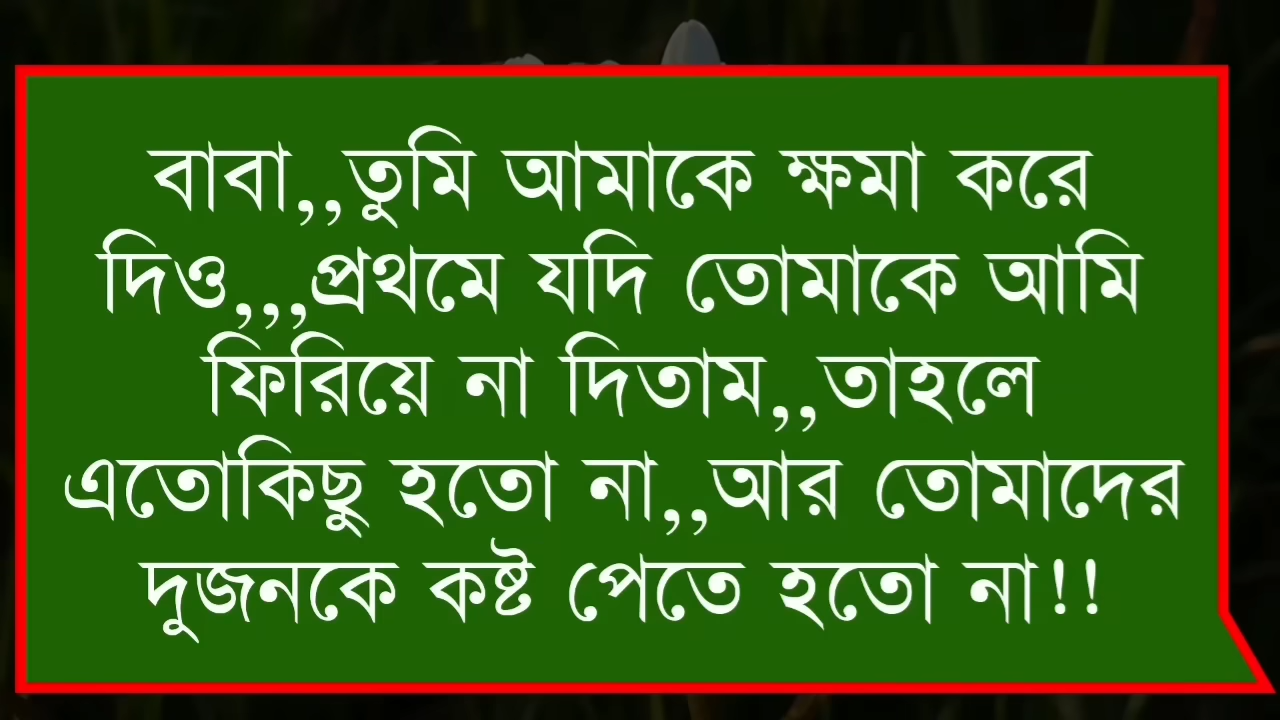 বাবা,,তুমি আমাকে ক্ষমা করে
দিও,,,প্রথমে যদি তোমাকে আমি
ফিরিয়ে না দিতাম,,তাহলে
এতোকিছু হতো না,,আর তোমাদের
দুজনকে কষ্ট পেতে হতো না!!